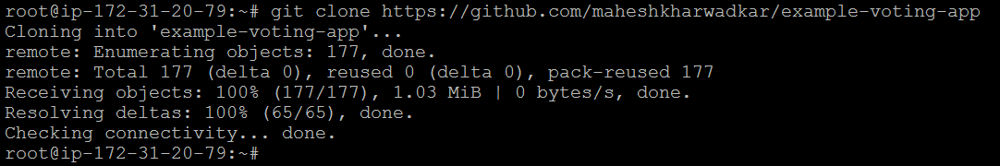 root@ip-172-31-20-79:~# git clone https://github.com/maheshkharwadkar/example-voting-app
Cloning into 'example-voting-app'...
remote: Enumerating objects: 177, done.
remote: Total 177 (delta 0), reused 0 (delta 0), pack-reused 177
Receiving objects: 100% (177/177), 1.03 MiB | 0 bytes/s, done.
Resolving deltas: 100% (65/65), done.
Checking connectivity... done.
root@ip-172-31-20-79:~#